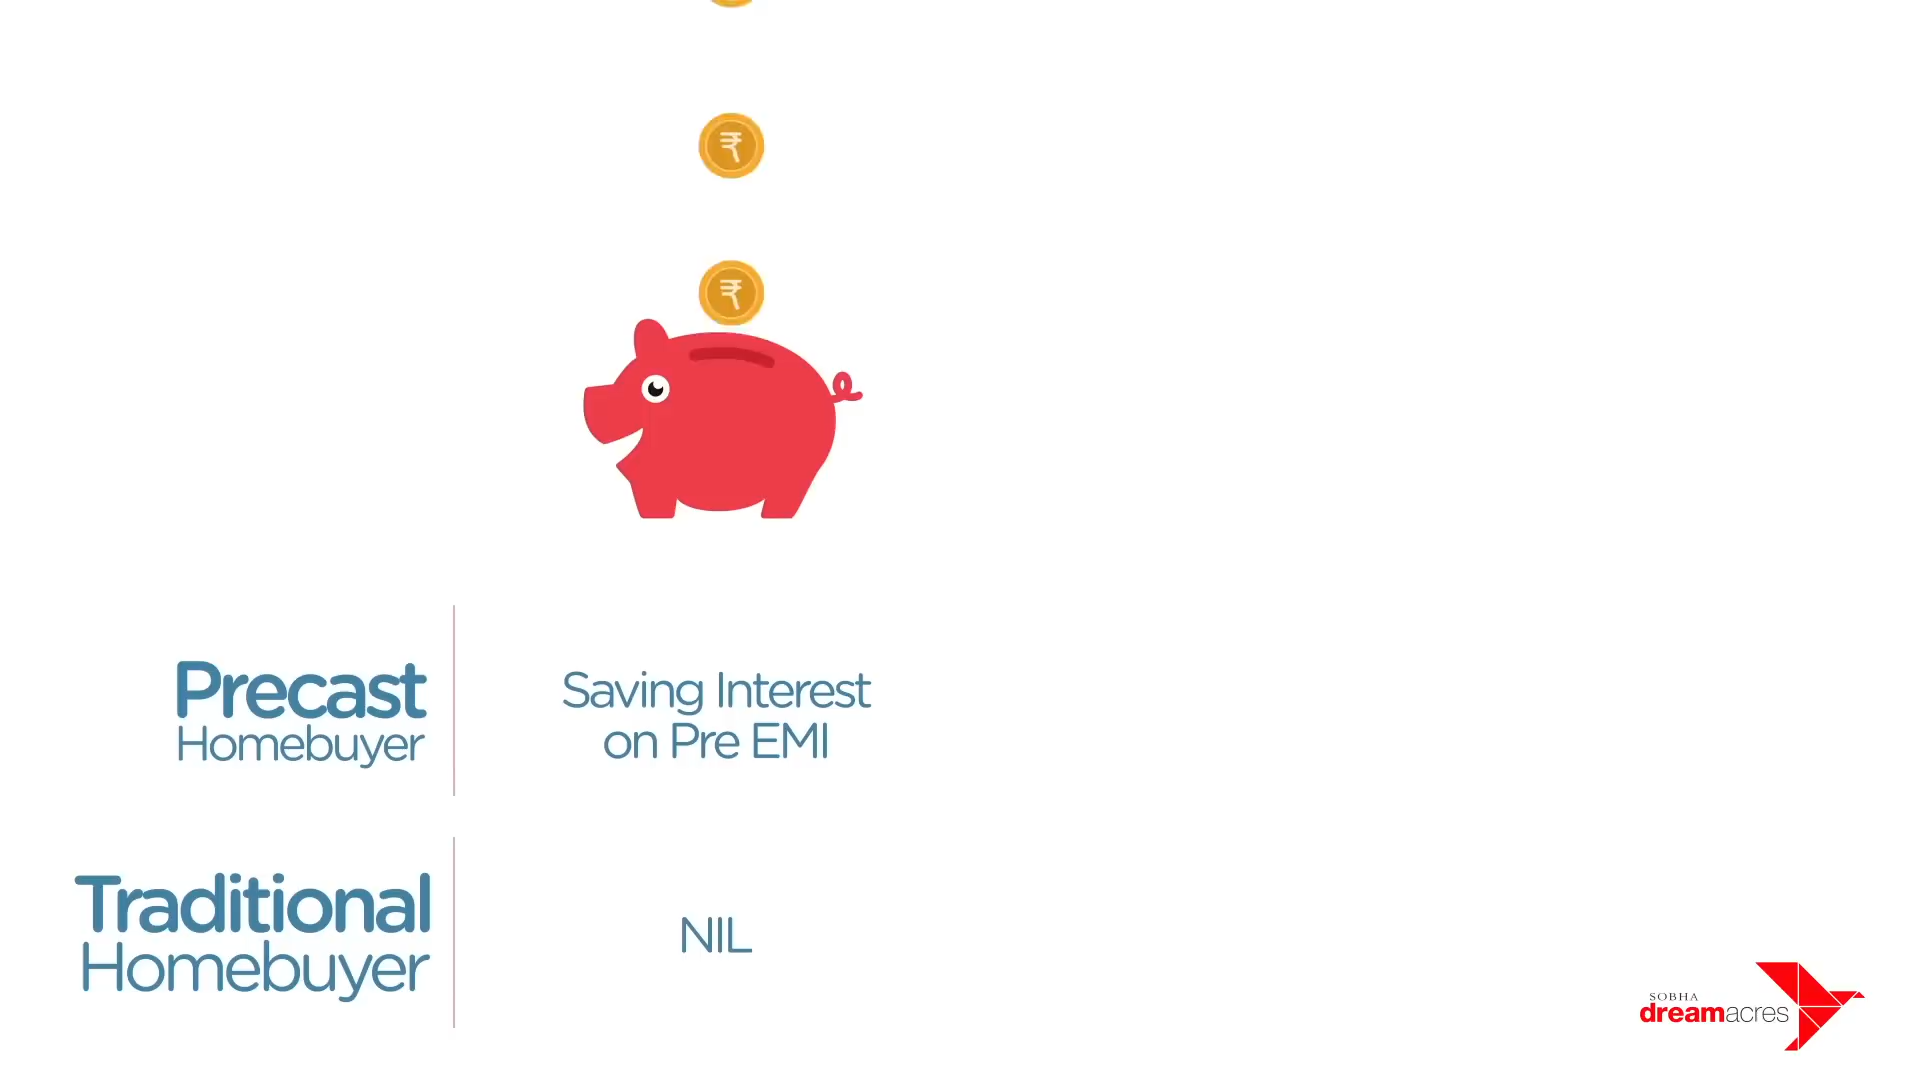 ₹
₹
Precast
Homebuyer
Saving Interest
on Pre EMI
Traditional
Homebuyer
NIL
SOBHA
dreamacres